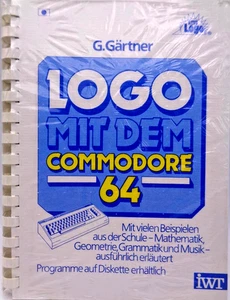 G.Gärtner
Logo
LOGO
MIT DEM
COMMODORE
64
Mit vielen Beispielen
aus der Schule – Mathematik,
Geometrie, Grammatik und Musik –
ausführlich erläutert
Programme auf Diskette erhältlich
iwt